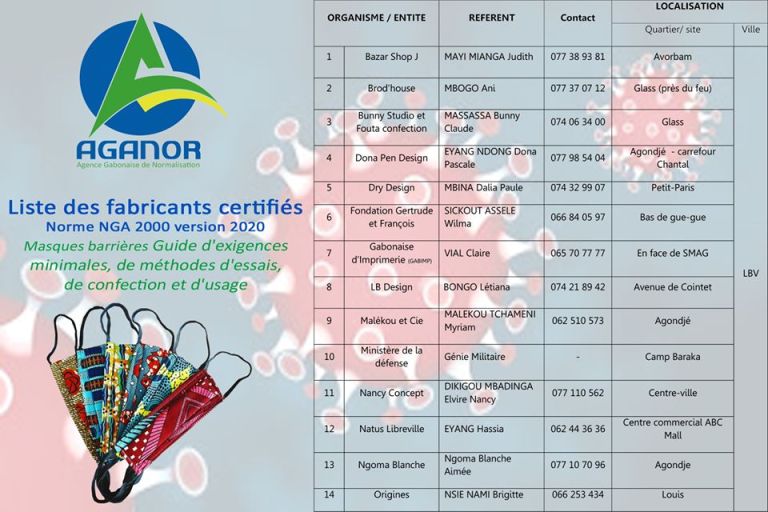 AGANOR
Agence Gabonaise de Normalisation
Liste des fabricants certifiés
Norme NGA 2000 version 2020
Masques barrières Guide d'exigences
minimales, de méthodes d'essais,
de confection et d'usage
ORGANISME / ENTITE REFERENT Contact LOCALISATION
Quartier/ site Ville
1 Bazar Shop J MAYI MIANGA Judith 077 38 93 81 Avorbam
2 Brod'house MBOGO Ani 077 37 07 12 Glass (près du feu)
3 Bunny Studio et Fouta confection MASSASSA Bunny Claude 074 06 34 00 Glass
4 Dona Pen Design EYANG NDONG Dona Pascale 077 98 54 04 Agondjé - carrefour Chantal
5 Dry Design MBINA Dalia Paule 074 32 99 07 Petit-Paris
6 Fondation Gertrude et François SICKOUT ASSELE Wilma 066 84 05 97 Bas de gue-gue
7 Gabonaise d'Imprimerie (GABIMP) VIAL Claire 065 70 77 77 En face de SMAG
LBV
8 LB Design BONGO Létiana 074 21 89 42 Avenue de Cointet
9 Malékou et Cie MALEKOU TCHAMENI Myriam 062 510 573 Agondjé
10 Ministère de la défense Génie Militaire - Camp Baraka
11 Nancy Concept DIKIGOU MBADINGA Elvire Nancy 077 110 562 Centre-ville
12 Natus Libreville EYANG Hassia 062 44 36 36 Centre commercial ABC Mall
13 Ngoma Blanche Ngoma Blanche Aimée 077 10 70 96 Agondje
14 Origines NSIE NAMI Brigitte 066 253 434 Louis